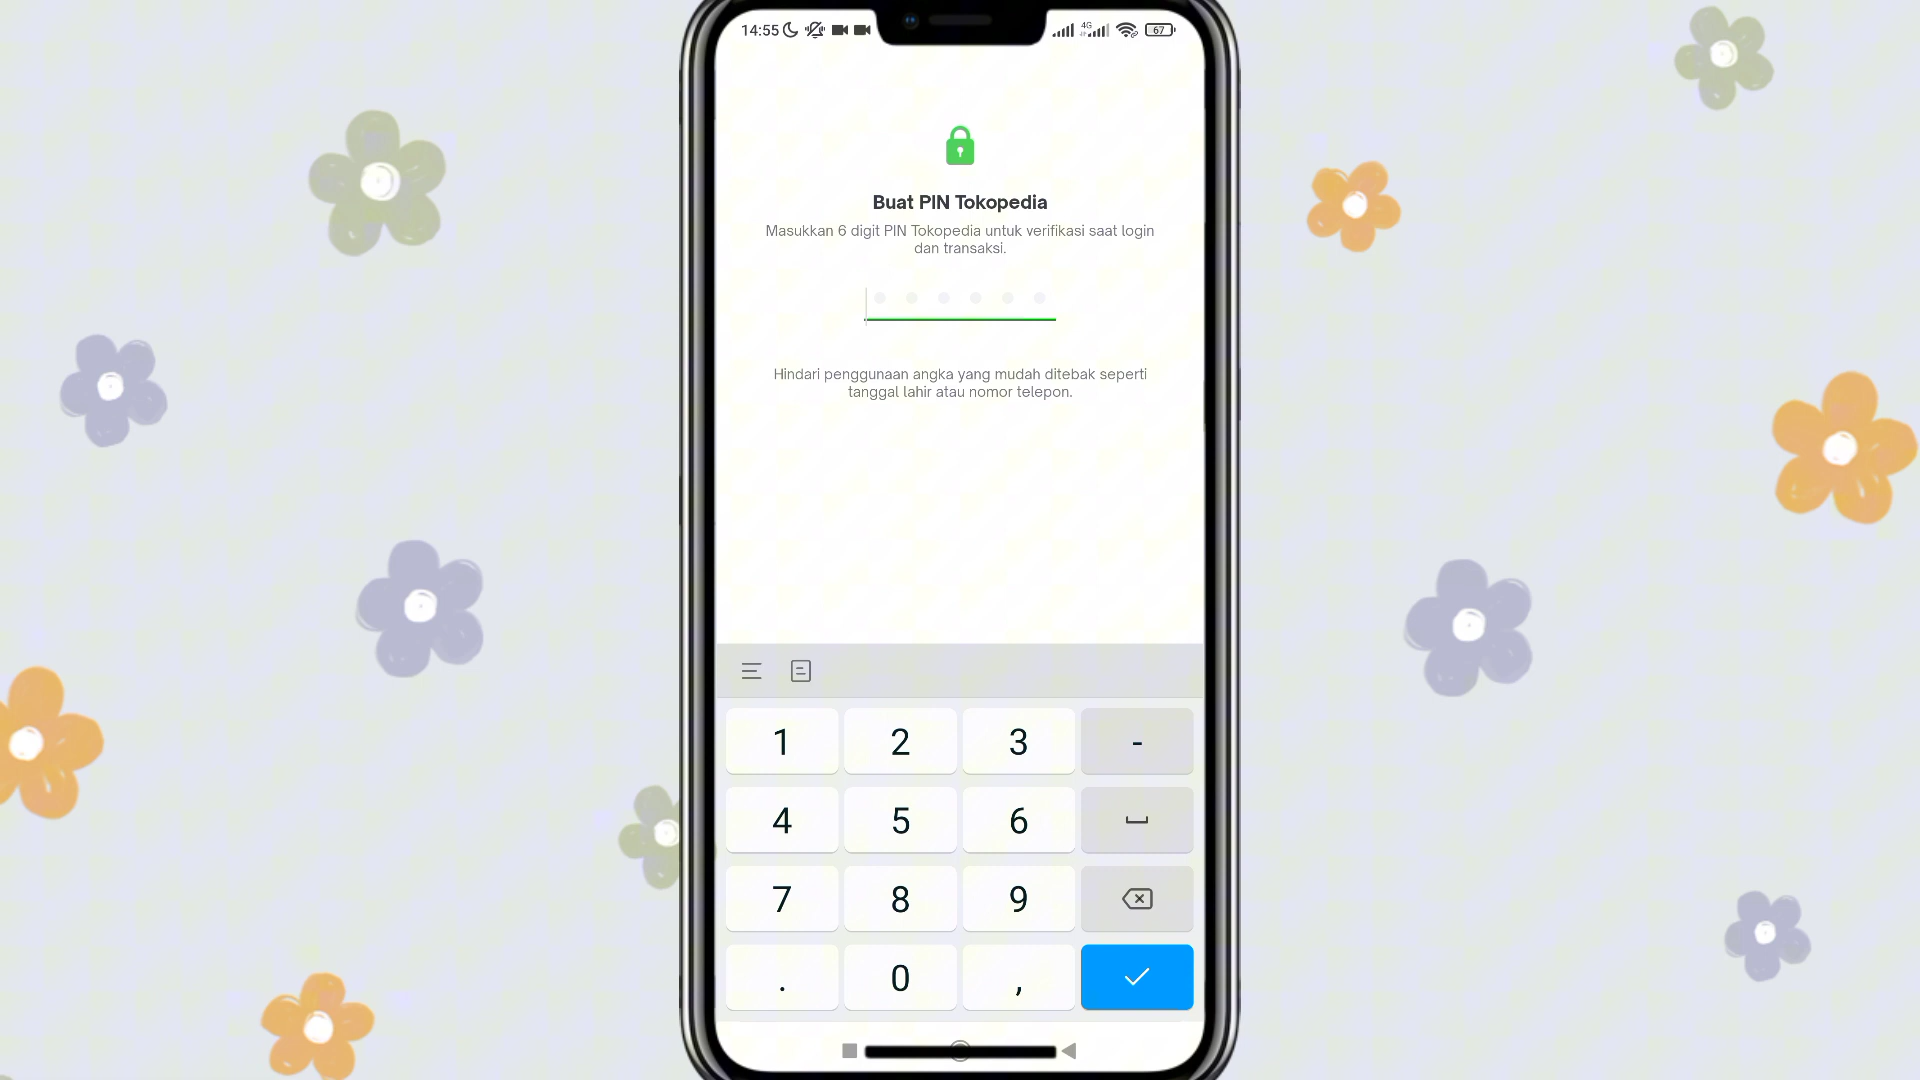 14:55
4G
67
Buat PIN Tokopedia
Masukkan 6 digit PIN Tokopedia untuk verifikasi saat login
dan transaksi.
Hindari penggunaan angka yang mudah ditebak seperti
tanggal lahir atau nomor telepon.
1 2 3 -
4 5 6
7 8 9
. 0 ,